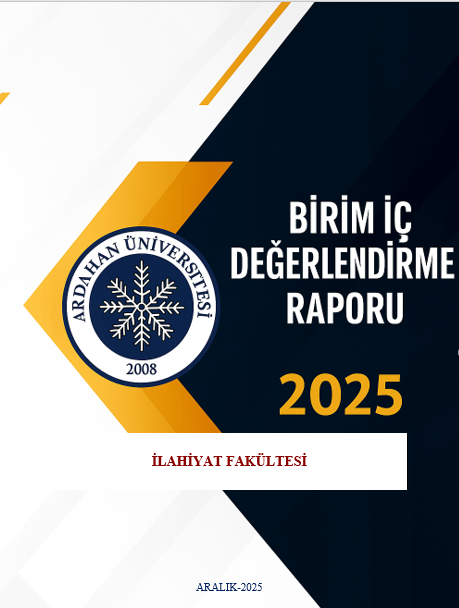 BİRİM İÇ
DEĞERLENDİRME
RAPORU
ARDAHAN ÜNİVERSİTESİ
2008
2025
İLAHİYAT FAKÜLTESİ
ARALIK-2025